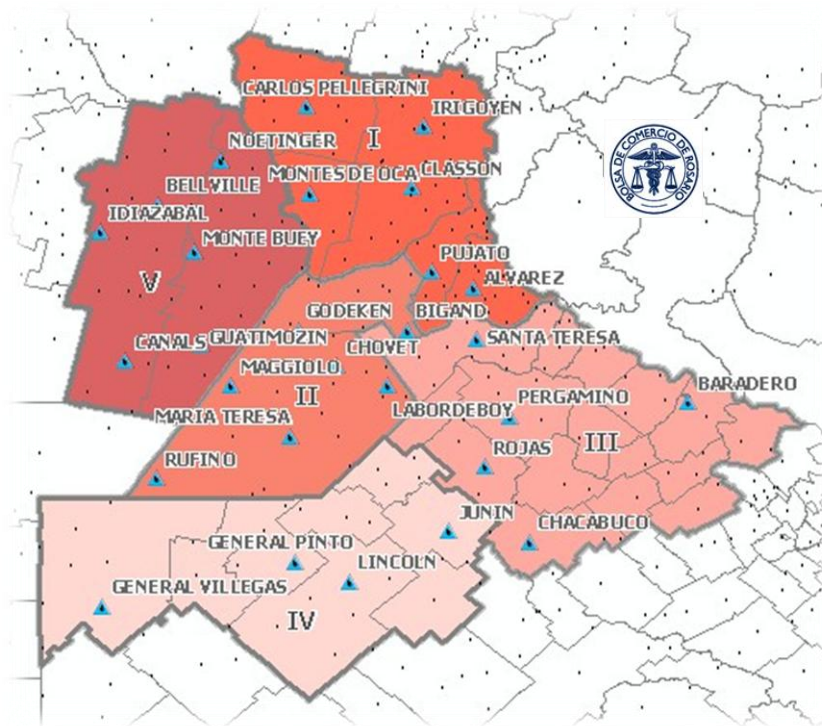 CARLOS PELLEGRINI
IRIGOYEN
NOETINGER
I
BOLSA DE COMERCIO DE ROSARIO
MONTES DE OCA
CLASSON
BELLVILLE
IDIAZABAL
MONTE BUEY
PUJATO
V
ALVAREZ
GODEKEN
BIGAND
CANALS
GUATIMOZIN
CHOVET
SANTA TERESA
MAGGIOLO
II
LABORDEBOY
PERGAMINO
BARADERO
MARIA TERESA
III
RUFINO
ROJAS
JUNIN
CHACABUCO
GENERAL PINTO
LINCOLN
GENERAL VILLEGAS
IV